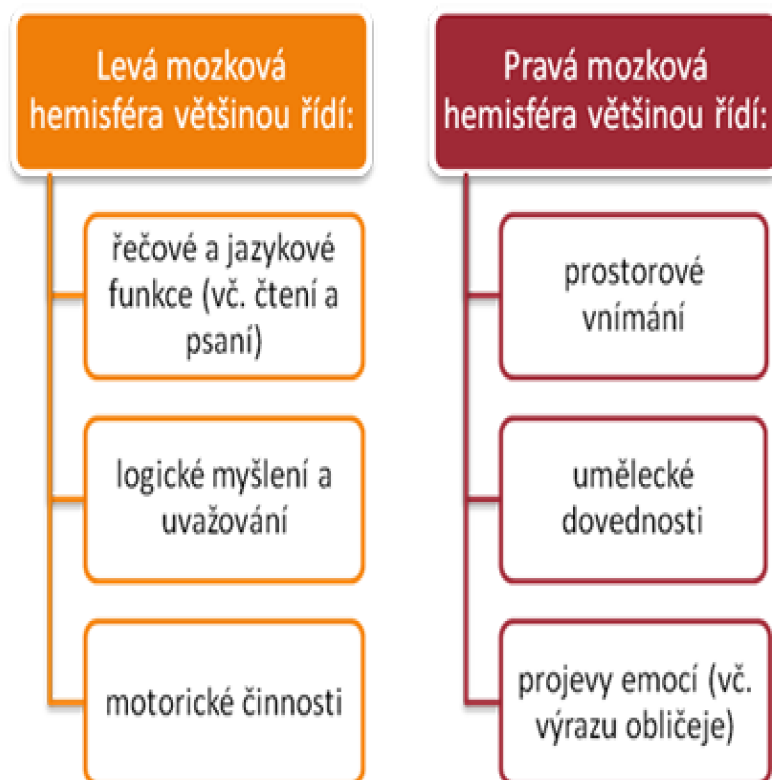 Levá mozková
hemisféra většinou řídí:
řečové a jazykové
funkce (vč. čtení a
psaní)
logické myšlení a
uvažování
motorické činnosti
Pravá mozková
hemisféra většinou řídí:
prostorové
vnímání
umělecké
dovednosti
projevy emocí (vč.
výrazu obličeje)